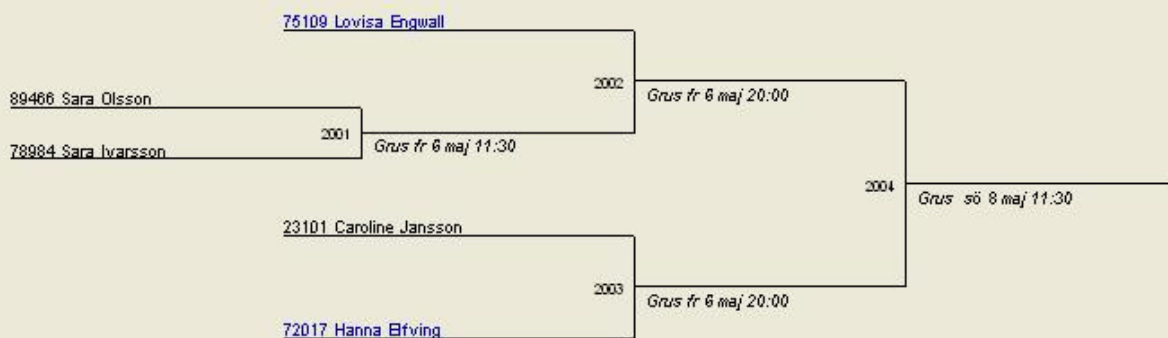 75109 Lovisa Engwall
2002
Grus fr 6 maj 20:00
89466 Sara Olsson
2001
Grus fr 6 maj 11:30
78984 Sara Ivarsson
2004
Grus sö 8 maj 11:30
23101 Caroline Jansson
2003
Grus fr 6 maj 20:00
72017 Hanna Elfving